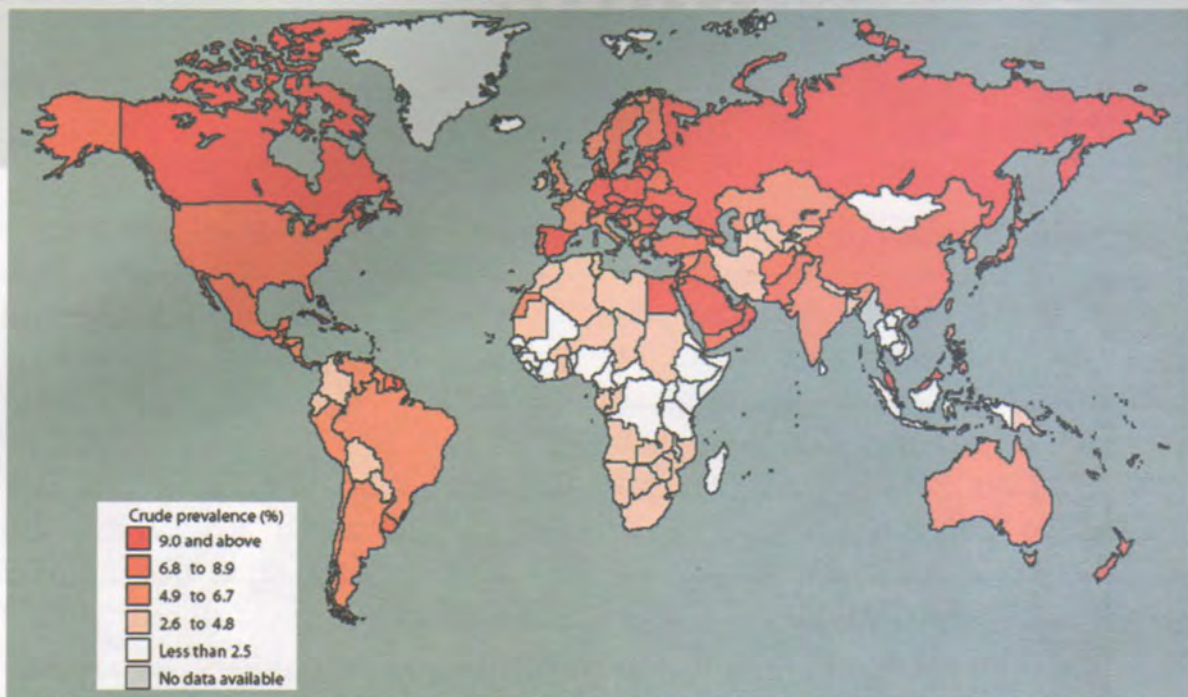 Crude prevalence (%)
9.0 and above
6.8 to 8.9
4.9 to 6.7
2.6 to 4.8
Less than 2.5
No data available